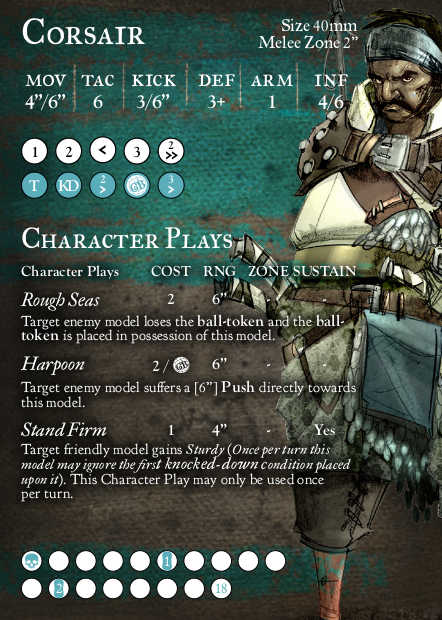 Corsair
Size 40mm
Melee Zone 2"
MOV TAC KICK DEF ARM INF
4"/6" 6 3/6" 3+ 1 4/6
1 2 < 3 2 >>
T KD 2 > GB 3 >
Character Plays
Character Plays COST RNG ZONE SUSTAIN
Rough Seas 2 6" - -
Target enemy model loses the ball-token and the ball-
token is placed in possession of this model.
Harpoon 2 / GB 6" - -
Target enemy model suffers a [6"] Push directly towards
this model.
Stand Firm 1 4" - Yes
Target friendly model gains Sturdy (Once per turn this
model may ignore the first knocked-down condition placed
upon it). This Character Play may only be used once
per turn.
1
2 18